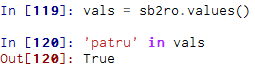 In [119]: vals = sb2ro.values()
In [120]: 'patru' in vals
Out[120]: True